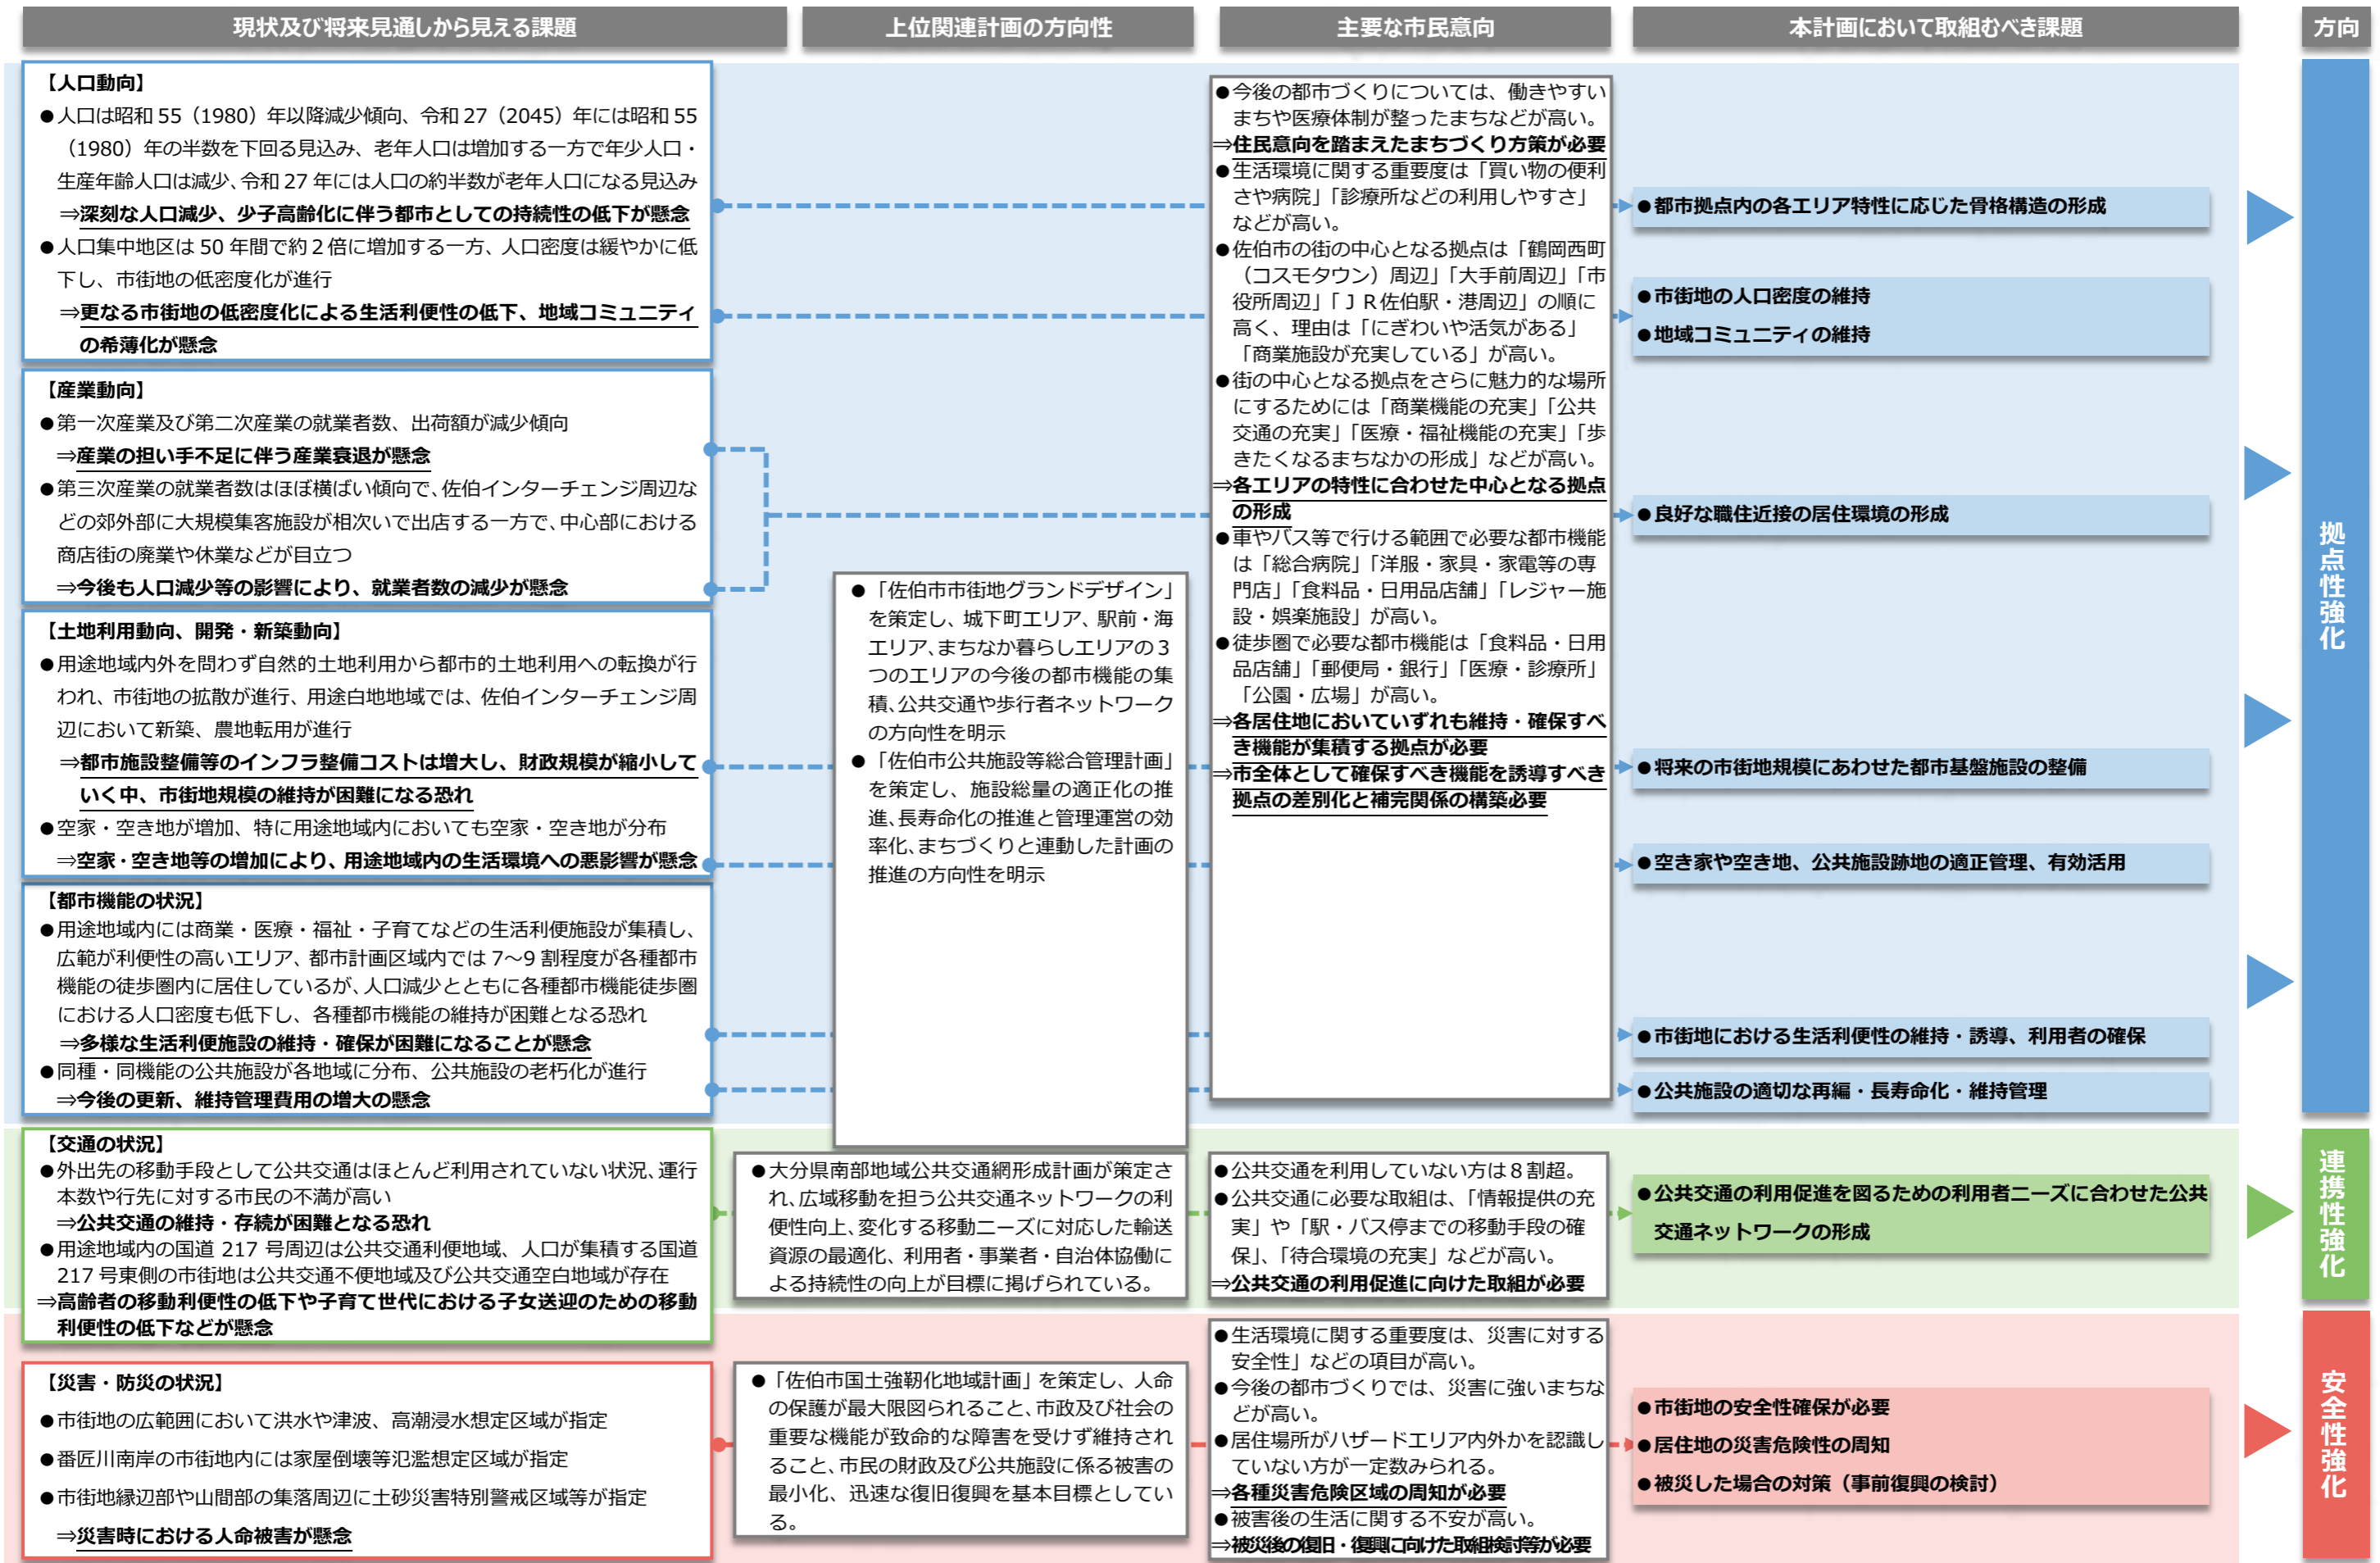 現状及び将来見通しから見える課題
上位関連計画の方向性
主要な市民意向
本計画において取組むべき課題
方向
【人口動向】
●人口は昭和 55（1980）年以降減少傾向、令和 27（2045）年には昭和 55
（1980）年の半数を下回る見込み、老年人口は増加する一方で年少人口・
生産年齢人口は減少、令和 27 年には人口の約半数が老年人口になる見込み
⇒深刻な人口減少、少子高齢化に伴う都市としての持続性の低下が懸念
●人口集中地区は 50 年間で約２倍に増加する一方、人口密度は緩やかに低
下し、市街地の低密度化が進行
⇒更なる市街地の低密度化による生活利便性の低下、地域コミュニティ
の希薄化が懸念
【産業動向】
●第一次産業及び第二次産業の就業者数、出荷額が減少傾向
⇒産業の担い手不足に伴う産業衰退が懸念
●第三次産業の就業者数はほぼ横ばい傾向で、佐伯インターチェンジ周辺な
どの郊外部に大規模集客施設が相次いで出店する一方で、中心部における
商店街の廃業や休業などが目立つ
⇒今後も人口減少等の影響により、就業者数の減少が懸念
【土地利用動向、開発・新築動向】
●用途地域内外を問わず自然的土地利用から都市的土地利用への転換が行
われ、市街地の拡散が進行、用途白地地域では、佐伯インターチェンジ周
辺において新築、農地転用が進行
⇒都市施設整備等のインフラ整備コストは増大し、財政規模が縮小して
いく中、市街地規模の維持が困難になる恐れ
●空家・空き地が増加、特に用途地域内においても空家・空き地が分布
⇒空家・空き地等の増加により、用途地域内の生活環境への悪影響が懸念
【都市機能の状況】
●用途地域内には商業・医療・福祉・子育てなどの生活利便施設が集積し、
広範が利便性の高いエリア、都市計画区域内では 7～9 割程度が各種都市
機能の徒歩圏内に居住しているが、人口減少とともに各種都市機能徒歩圏
における人口密度も低下し、各種都市機能の維持が困難となる恐れ
⇒多様な生活利便施設の維持・確保が困難になることが懸念
●同種・同機能の公共施設が各地域に分布、公共施設の老朽化が進行
⇒今後の更新、維持管理費用の増大の懸念
【交通の状況】
●外出先の移動手段として公共交通はほとんど利用されていない状況、運行
本数や行先に対する市民の不満が高い
⇒公共交通の維持・存続が困難となる恐れ
●用途地域内の国道 217 号周辺は公共交通利便地域、人口が集積する国道
217 号東側の市街地は公共交通不便地域及び公共交通空白地域が存在
⇒高齢者の移動利便性の低下や子育て世代における子女送迎のための移動
利便性の低下などが懸念
【災害・防災の状況】
●市街地の広範囲において洪水や津波、高潮浸水想定区域が指定
●番匠川南岸の市街地内には家屋倒壊等氾濫想定区域が指定
●市街地縁辺部や山間部の集落周辺に土砂災害特別警戒区域等が指定
⇒災害時における人命被害が懸念
●「佐伯市市街地グランドデザイン」
を策定し、城下町エリア、駅前・海
エリア、まちなか暮らしエリアの３
つのエリアの今後の都市機能の集
積、公共交通や歩行者ネットワーク
の方向性を明示
●「佐伯市公共施設等総合管理計画」
を策定し、施設総量の適正化の推
進、長寿命化の推進と管理運営の効
率化、まちづくりと連動した計画の
推進の方向性を明示
●大分県南部地域公共交通網形成計画が策定さ
れ、広域移動を担う公共交通ネットワークの利
便性向上、変化する移動ニーズに対応した輸送
資源の最適化、利用者・事業者・自治体協働に
よる持続性の向上が目標に掲げられている。
●「佐伯市国土強靭化地域計画」を策定し、人命
の保護が最大限図られること、市政及び社会の
重要な機能が致命的な障害を受けず維持され
ること、市民の財政及び公共施設に係る被害の
最小化、迅速な復旧復興を基本目標としてい
る。
●今後の都市づくりについては、働きやすい
まちや医療体制が整ったまちなどが高い。
⇒住民意向を踏まえたまちづくり方策が必要
●生活環境に関する重要度は「買い物の便利
さや病院」「診療所などの利用しやすさ」
などが高い。
●佐伯市の街の中心となる拠点は「鶴岡西町
（コスモタウン）周辺」「大手前周辺」「市
役所周辺」「ＪＲ佐伯駅・港周辺」の順に
高く、理由は「にぎわいや活気がある」
「商業施設が充実している」が高い。
●街の中心となる拠点をさらに魅力的な場所
にするためには「商業機能の充実」「公共
交通の充実」「医療・福祉機能の充実」「歩
きたくなるまちなかの形成」などが高い。
⇒各エリアの特性に合わせた中心となる拠点
の形成
●車やバス等で行ける範囲で必要な都市機能
は「総合病院」「洋服・家具・家電等の専
門店」「食料品・日用品店舗」「レジャー施
設・娯楽施設」が高い。
●徒歩圏で必要な都市機能は「食料品・日用
品店舗」「郵便局・銀行」「医療・診療所」
「公園・広場」が高い。
⇒各居住地においていずれも維持・確保すべ
き機能が集積する拠点が必要
⇒市全体として確保すべき機能を誘導すべき
拠点の差別化と補完関係の構築必要
●公共交通を利用していない方は８割超。
●公共交通に必要な取組は、「情報提供の充
実」や「駅・バス停までの移動手段の確
保」、「待合環境の充実」などが高い。
⇒公共交通の利用促進に向けた取組が必要
●生活環境に関する重要度は、災害に対する
安全性」などの項目が高い。
●今後の都市づくりでは、災害に強いまちな
どが高い。
●居住場所がハザードエリア内外かを認識し
ていない方が一定数みられる。
⇒各種災害危険区域の周知が必要
●被害後の生活に関する不安が高い。
⇒被災後の復旧・復興に向けた取組検討等が必要
●都市拠点内の各エリア特性に応じた骨格構造の形成
●市街地の人口密度の維持
●地域コミュニティの維持
●良好な職住近接の居住環境の形成
●将来の市街地規模にあわせた都市基盤施設の整備
●空き家や空き地、公共施設跡地の適正管理、有効活用
●市街地における生活利便性の維持・誘導、利用者の確保
●公共施設の適切な再編・長寿命化・維持管理
●公共交通の利用促進を図るための利用者ニーズに合わせた公共
交通ネットワークの形成
●市街地の安全性確保が必要
●居住地の災害危険性の周知
●被災した場合の対策（事前復興の検討）
拠点性強化
連携性強化
安全性強化